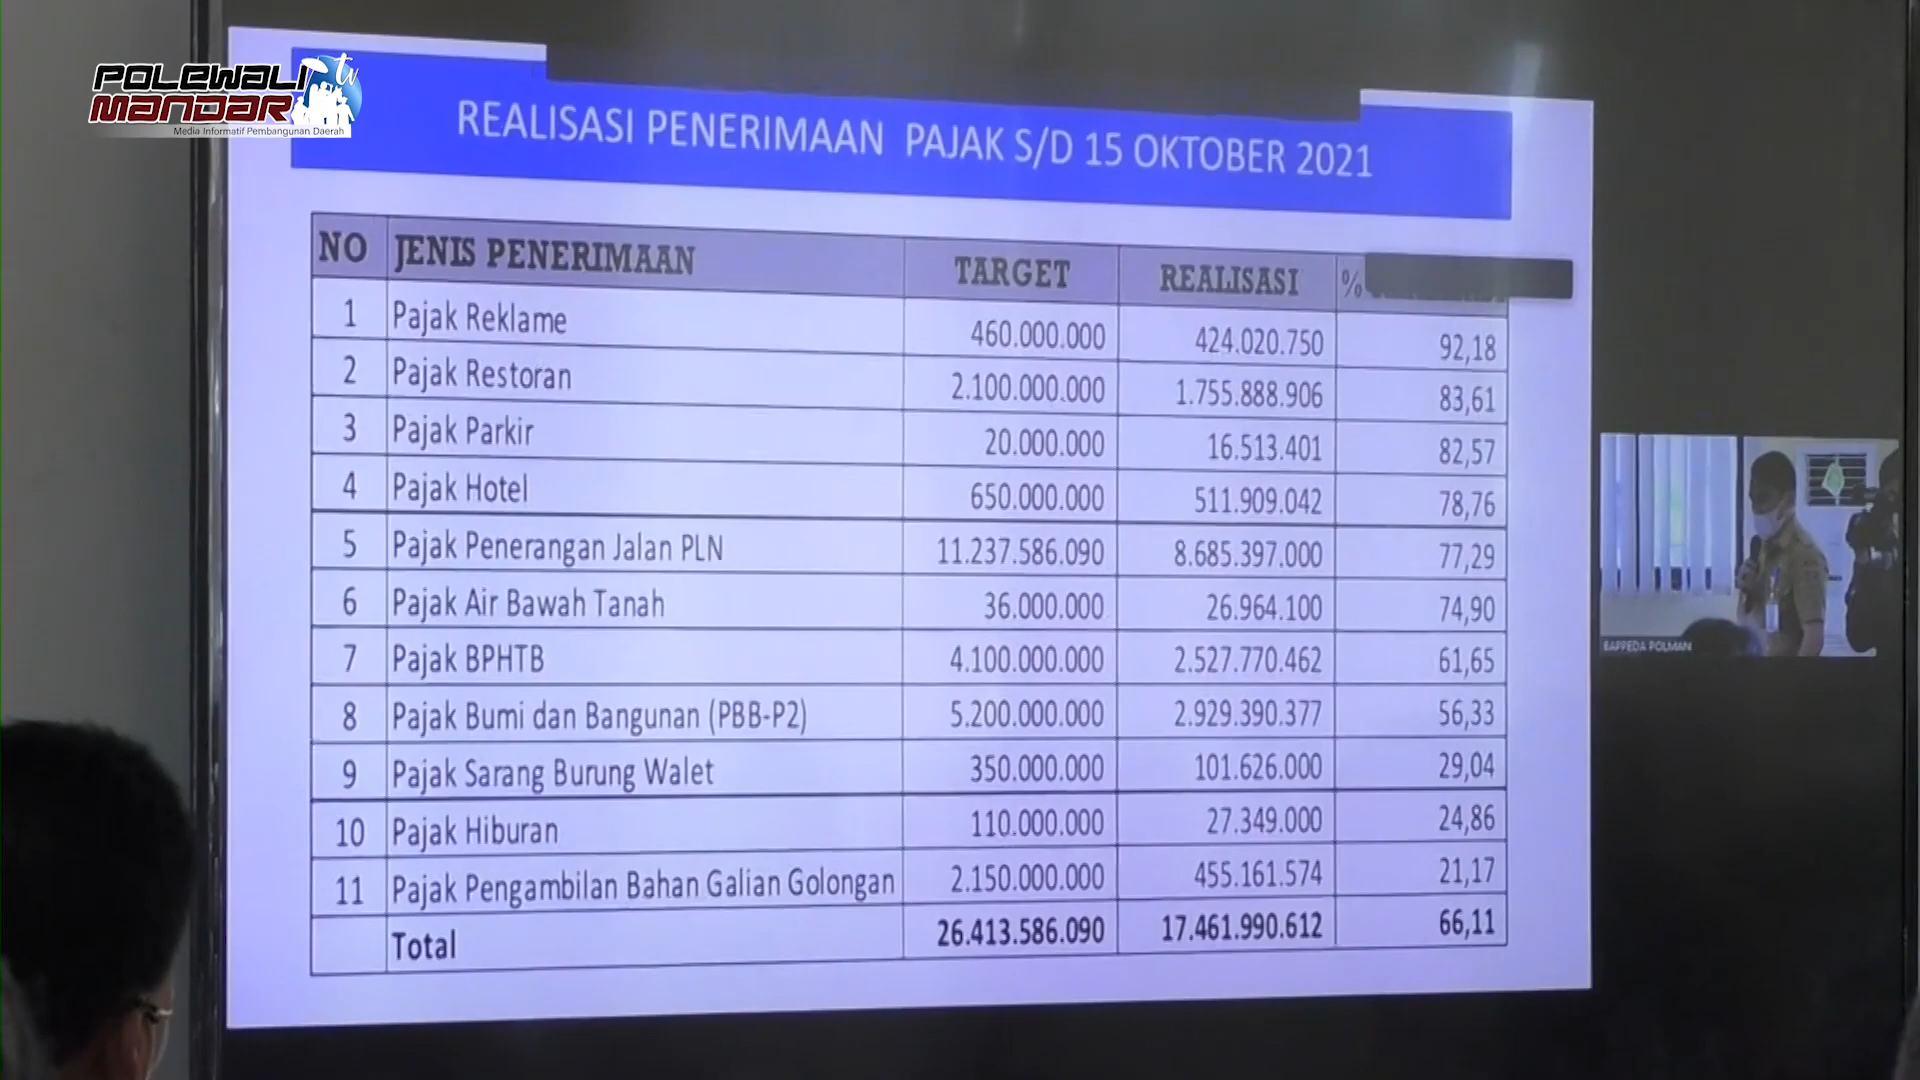 POLEWALI tv
MANDAR
Media Informatif Pembangunan Daerah
REALISASI PENERIMAAN PAJAK S/D 15 OKTOBER 2021
NO JENIS PENERIMAAN TARGET REALISASI %
1 Pajak Reklame 460.000.000 424.020.750 92,18
2 Pajak Restoran 2.100.000.000 1.755.888.906 83,61
3 Pajak Parkir 20.000.000 16.513.401 82,57
4 Pajak Hotel 650.000.000 511.909.042 78,76
5 Pajak Penerangan Jalan PLN 11.237.586.090 8.685.397.000 77,29
6 Pajak Air Bawah Tanah 36.000.000 26.964.100 74,90
7 Pajak BPHTB 4.100.000.000 2.527.770.462 61,65
8 Pajak Bumi dan Bangunan (PBB-P2) 5.200.000.000 2.929.390.377 56,33
9 Pajak Sarang Burung Walet 350.000.000 101.626.000 29,04
10 Pajak Hiburan 110.000.000 27.349.000 24,86
11 Pajak Pengambilan Bahan Galian Golongan 2.150.000.000 455.161.574 21,17
Total 26.413.586.090 17.461.990.612 66,11
BAPPEDA POLMAN